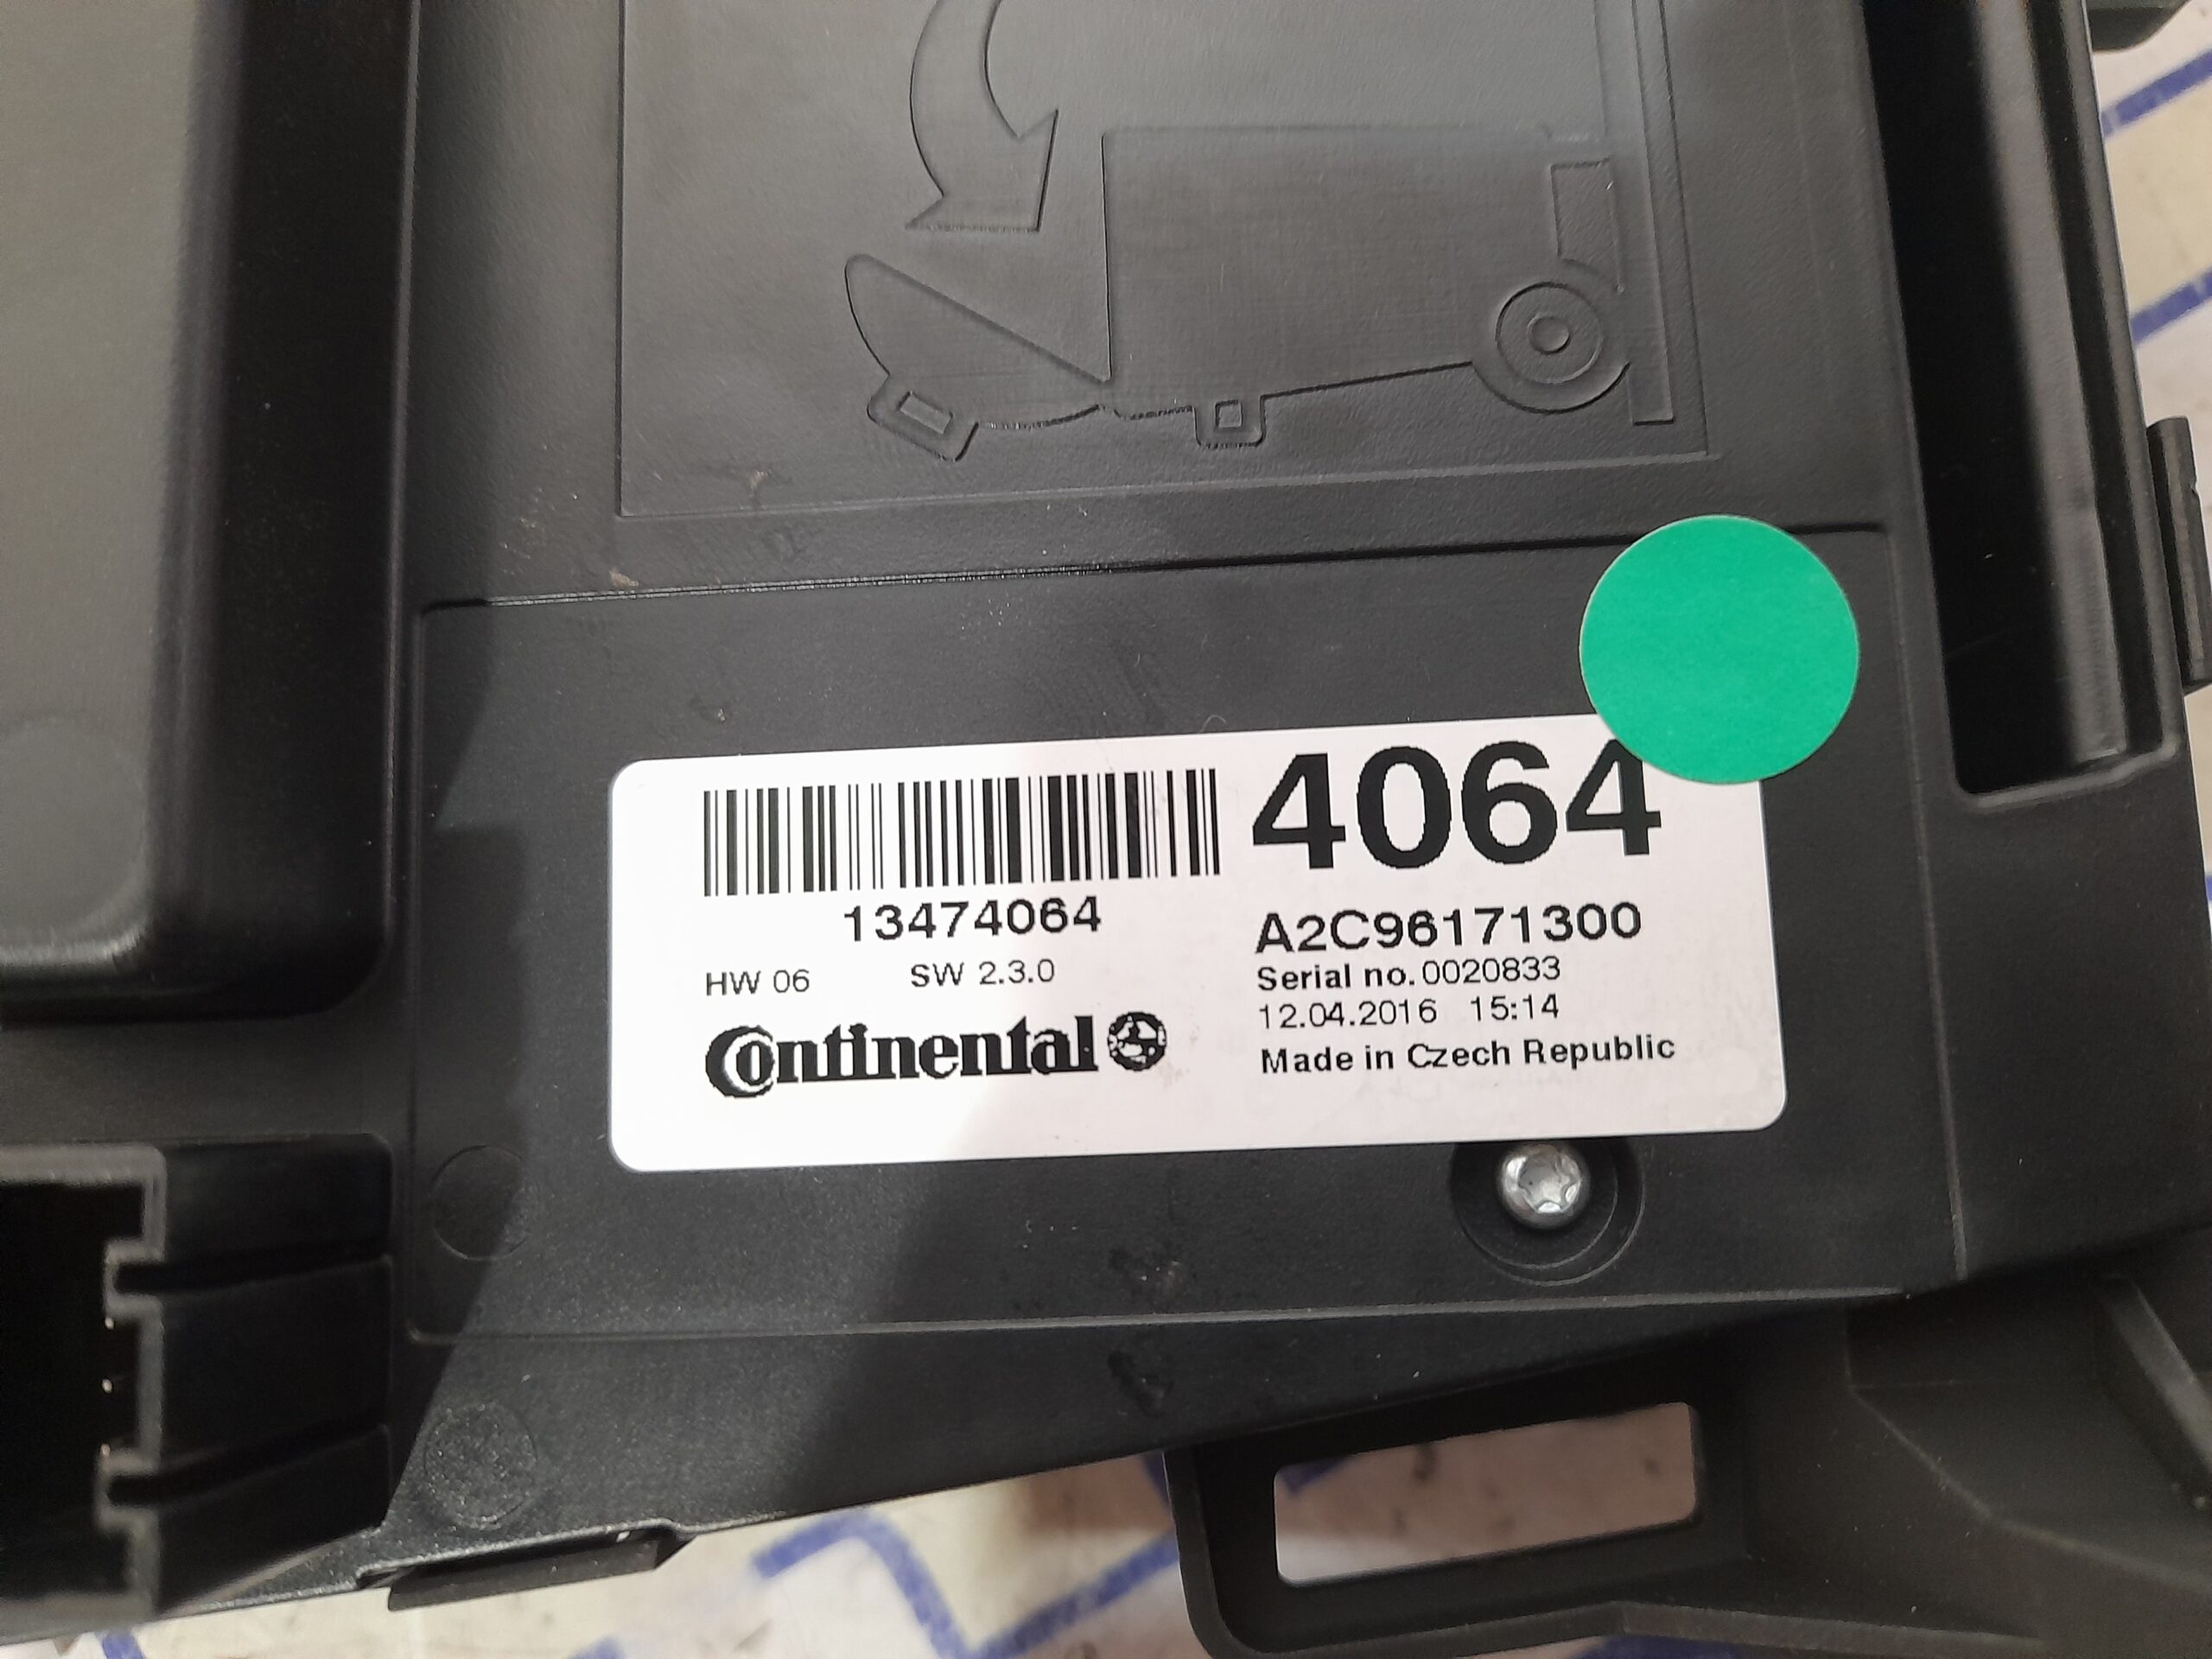 4064
13474064
A2C96171300
HW 06 SW 2.3.0
Serial no. 0020833
12.04.2016 15:14
Continental
Made in Czech Republic